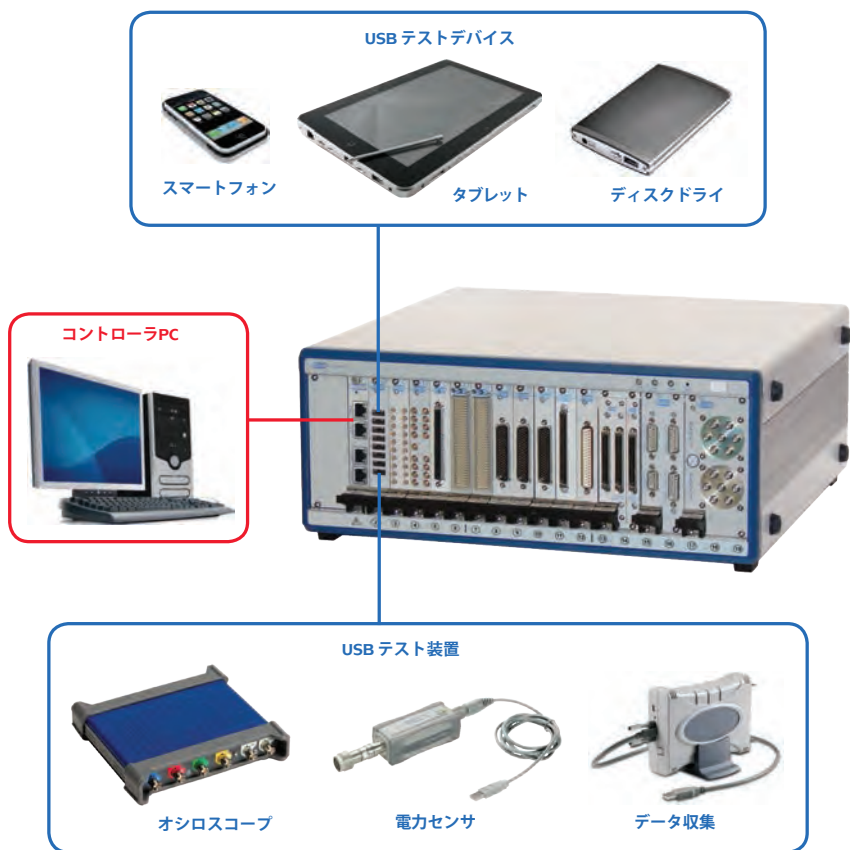 USB テストデバイス
スマートフォン
タブレット
ディスクドライ
コントローラPC
USB テスト装置
オシロスコープ
電力センサ
データ収集